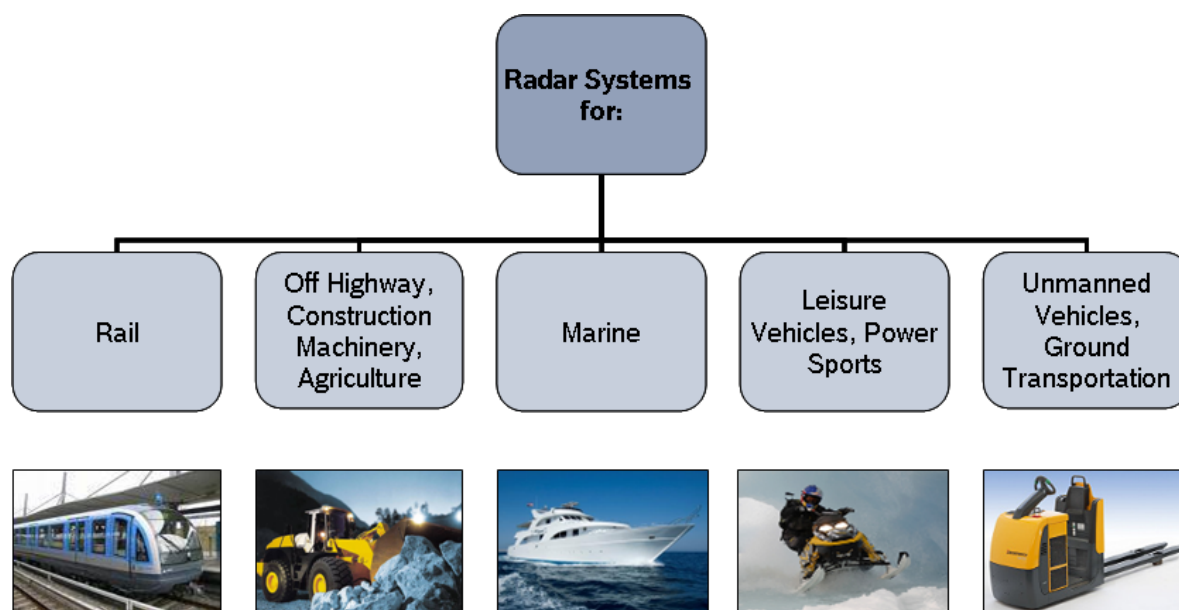 Radar Systems
for:
Rail
Off Highway,
Construction
Machinery,
Agriculture
Marine
Leisure
Vehicles, Power
Sports
Unmanned
Vehicles,
Ground
Transportation